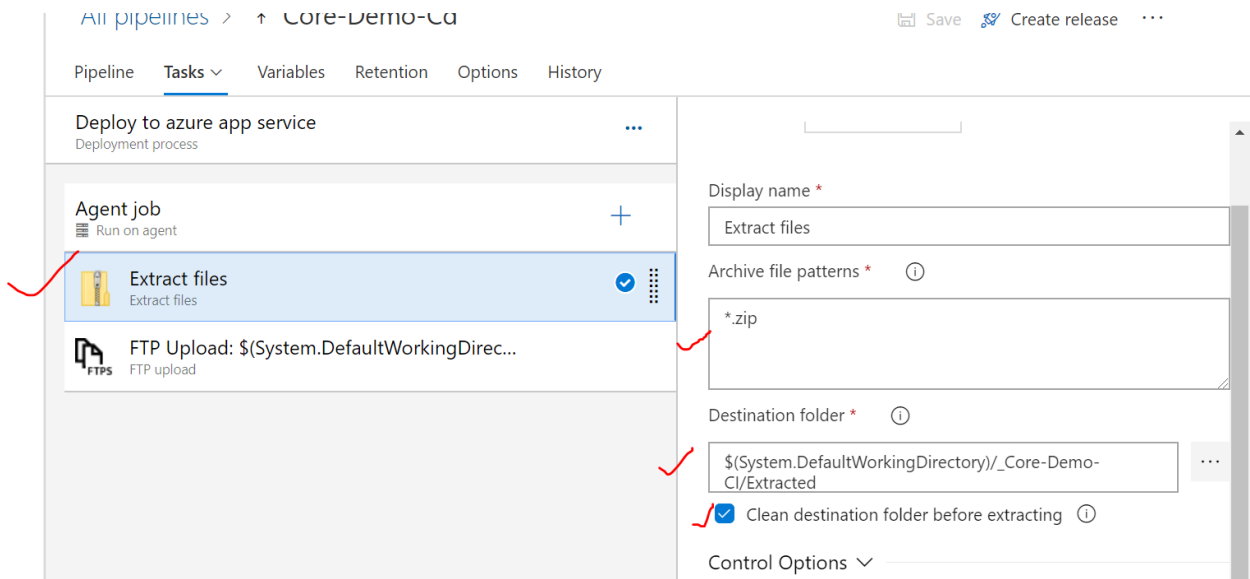 All pipelines > ↑ Core-Demo-Cd
Save Create release ...
Pipeline Tasks Variables Retention Options History
Deploy to azure app service
...
Deployment process
Agent job
+
Run on agent
Extract files
Extract files
FTPS
FTP Upload: $(System.DefaultWorkingDirec...
FTP upload
Display name *
Extract files
Archive file patterns *
*.zip
Destination folder *
$(System.DefaultWorkingDirectory)/_Core-Demo-
CI/Extracted
...
Clean destination folder before extracting
Control Options